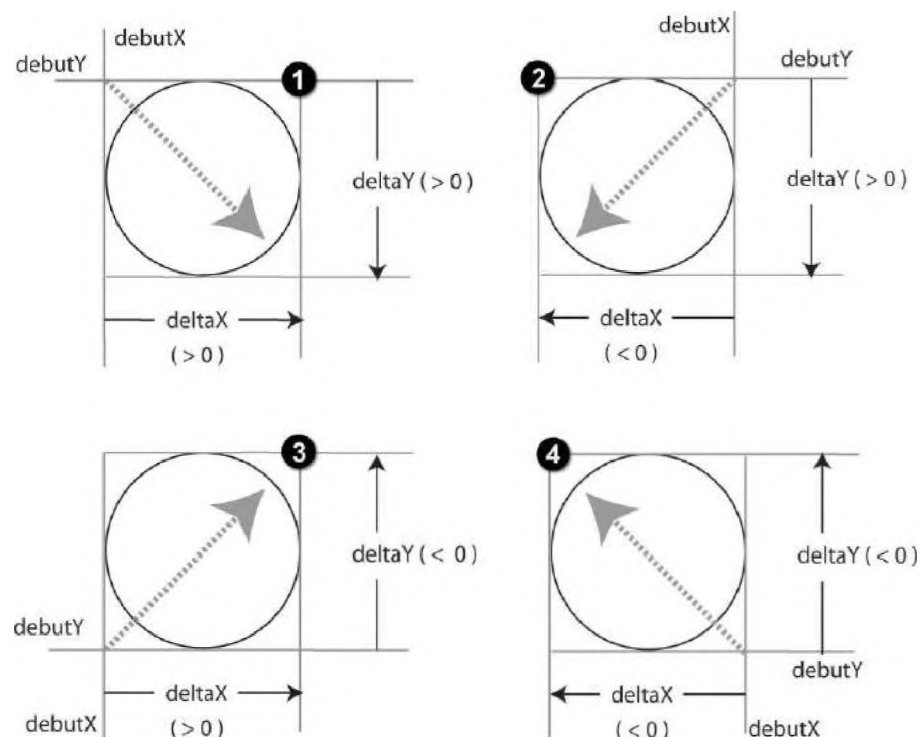 debutX
debutY
1
deltaY ( > 0 )
deltaX
( > 0 )
debutX
debutY
2
deltaY ( > 0 )
deltaX
( < 0 )
3
deltaY ( < 0 )
debutY
deltaX
( > 0 )
debutX
4
deltaY ( < 0 )
debutY
deltaX
( < 0 )
debutX